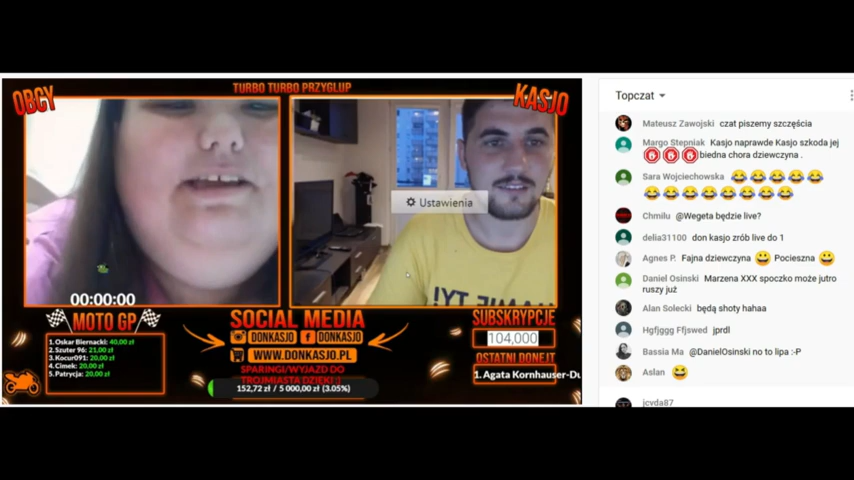 TURBO TURBO PRZYGŁUP
OBCY
KASJO
Ustawienia
00:00:00
MOTO GP
1. Oskar Biernacki: 40,00 zł
2. Szuter 96: 21,00 zł
3. Kocur091: 20,00 zł
4. Cimek: 20,00 zł
5. Patrycja: 20,00 zł
SOCIAL MEDIA
DONKASJO DONKASJO
WWW.DONKASJO.PL
SPARINGI/WYJAZD DO
TROJMIASTA DZIEKI :)
152,72 zł / 5 000,00 zł (3.05%)
SUBSKRYPCJE
104,000
OSTATNI DONEJT
1. Agata Kornhauser-Du
Topczat
Mateusz Zawojski czat piszemy szczęścia
Margo Stepniak Kasjo naprawde Kasjo szkoda jej
biedna chora dziewczyna .
Sara Wojciechowska 😂😂😂😂😂
😂😂😂😂😂😂😂😂
Chmilu @Wegeta będzie live?
delia31100 don kasjo zrób live do 1
Agnes P. Fajna dziewczyna 😀 Pocieszna 😀
Daniel Osinski Marzena XXX spoczko może jutro
ruszy już
Alan Solecki będą shoty hahaa
Hgfjggg Ffjswed jprdl
Bassia Ma @DanielOsinski no to lipa :-P
Aslan 😂
jcvda87